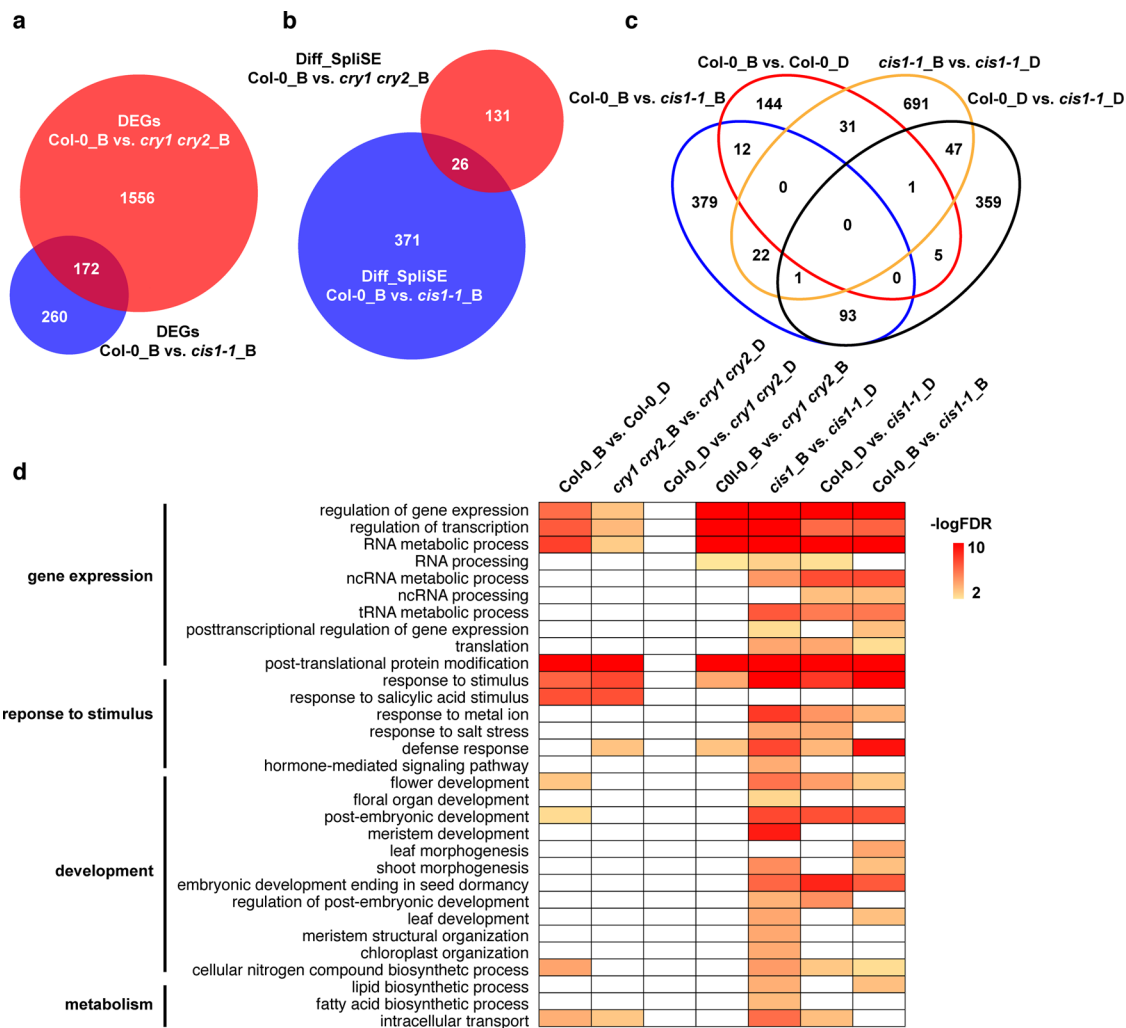 a
DEGs
Col-0_B vs. cry1 cry2_B
1556
172
260
DEGs
Col-0_B vs. cis1-1_B
b
Diff_SpliSE
Col-0_B vs. cry1 cry2_B
131
26
371
Diff_SpliSE
Col-0_B vs. cis1-1_B
c
Col-0_B vs. Col-0_D
cis1-1_B vs. cis1-1_D
Col-0_B vs. cis1-1_B
Col-0_D vs. cis1-1_D
144
691
31
12
47
0
1
379
359
0
22
5
1
0
93
d
Col-0_B vs. Col-0_D
cry1 cry2_B vs. cry1 cry2_D
Col-0_D vs. cry1 cry2_D
C0l-0_B vs. cry1 cry2_B
cis1_B vs. cis1-1_D
Col-0_D vs. cis1-1_D
Col-0_B vs. cis1-1_B
gene expression
regulation of gene expression
regulation of transcription
RNA metabolic process
RNA processing
ncRNA metabolic process
ncRNA processing
tRNA metabolic process
posttranscriptional regulation of gene expression
translation
post-translational protein modification
reponse to stimulus
response to stimulus
response to salicylic acid stimulus
response to metal ion
response to salt stress
defense response
hormone-mediated signaling pathway
development
flower development
floral organ development
post-embryonic development
meristem development
leaf morphogenesis
shoot morphogenesis
embryonic development ending in seed dormancy
regulation of post-embryonic development
leaf development
meristem structural organization
chloroplast organization
cellular nitrogen compound biosynthetc process
metabolism
lipid biosynthetic process
fatty acid biosynthetic process
intracellular transport
-logFDR
10
2